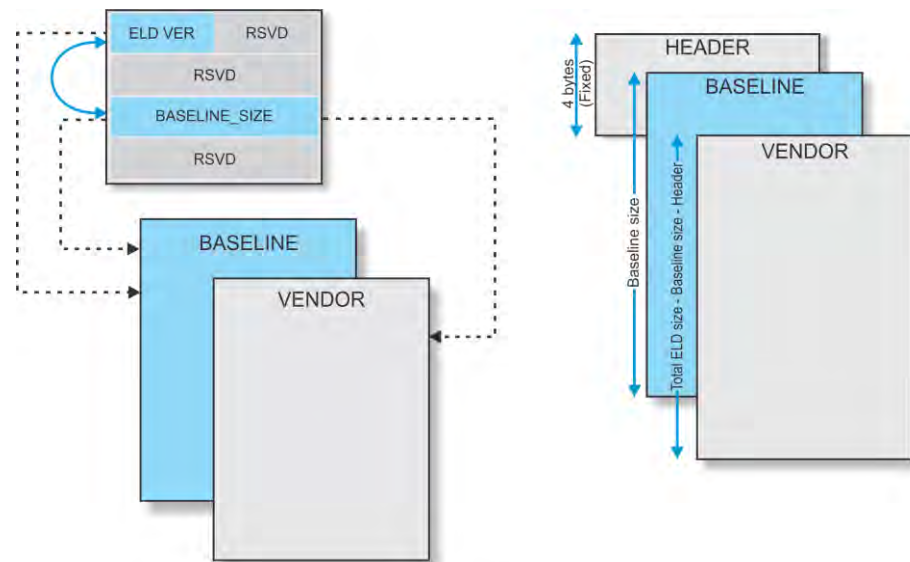 ELD VER RSVD
RSVD
BASELINE_SIZE
RSVD
BASELINE
VENDOR
HEADER
4 bytes
(Fixed)
BASELINE
VENDOR
Baseline size
Total ELD size - Baseline size - Header